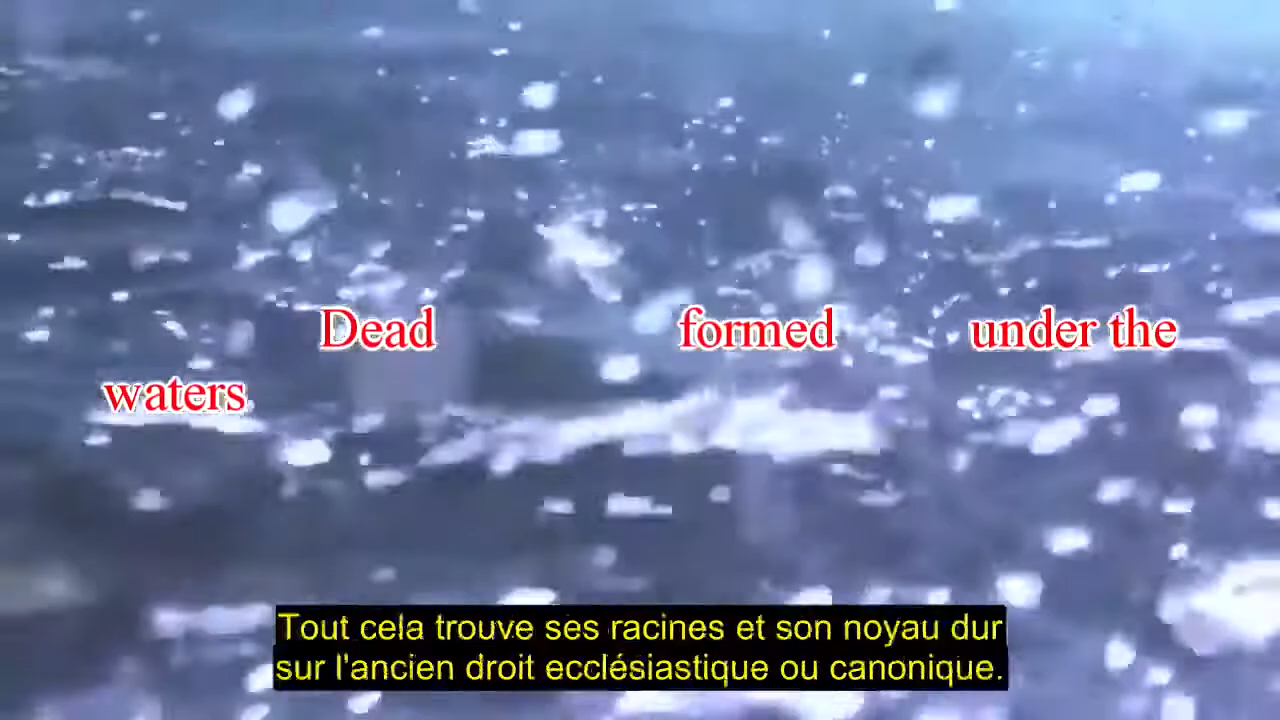 Dead formed under the
waters
Tout cela trouve ses racines et son noyau dur
sur l'ancien droit ecclésiastique ou canonique.